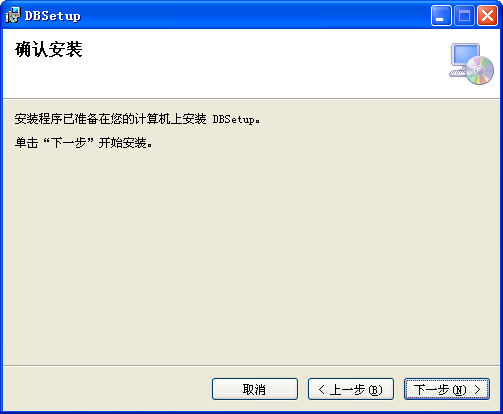 DBSetup
确认安装
安装程序已准备在您的计算机上安装 DBSetup。
单击“下一步”开始安装。
取消
< 上一步(B)
下一步(N) >